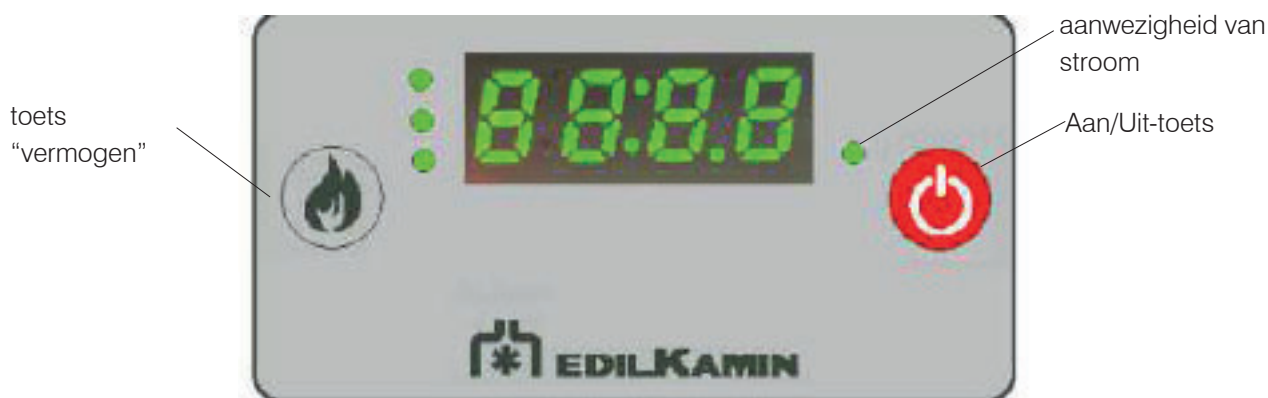 aanwezigheid van
stroom
toets
“vermogen”
88:8.8
Aan/Uit-toets
EDILKAMIN